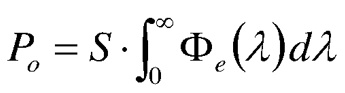 P_o = S · ∫_0^∞ Φ_e(λ)dλ